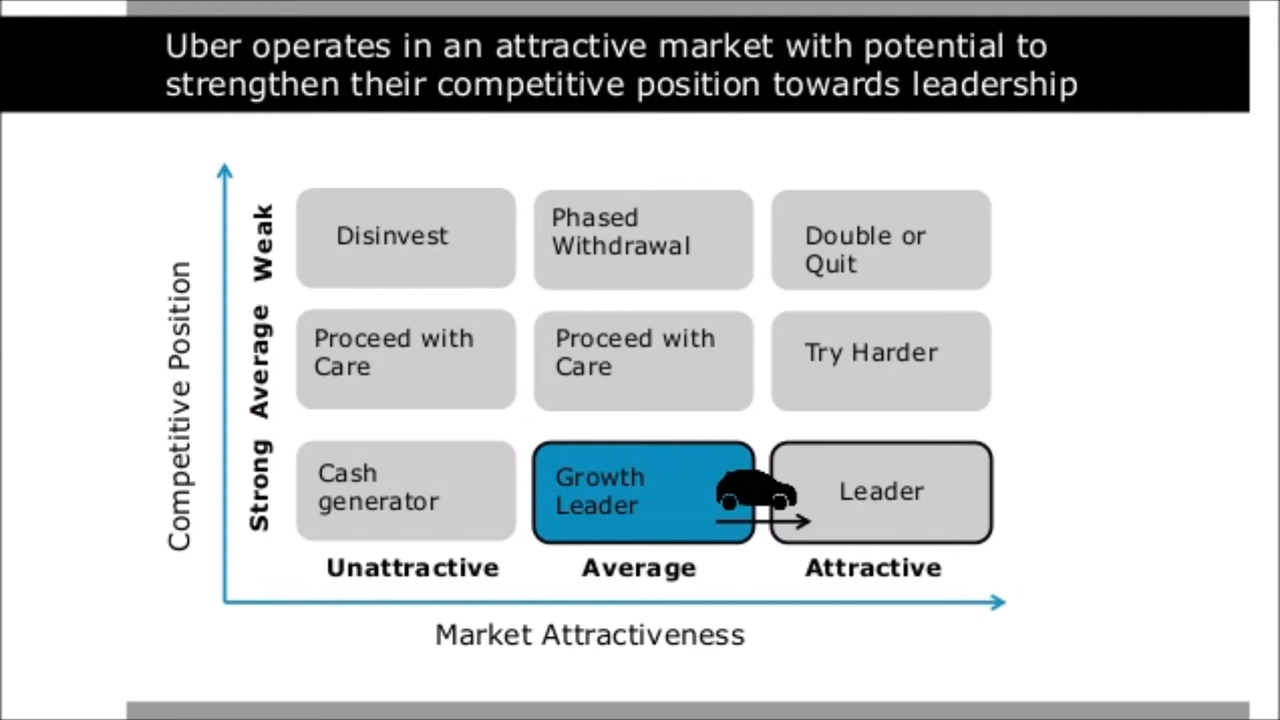 Uber operates in an attractive market with potential to
strengthen their competitive position towards leadership
Competitive Position
Weak
Disinvest
Phased
Withdrawal
Double or
Quit
Average
Proceed with
Care
Proceed with
Care
Try Harder
Strong
Cash
generator
Growth
Leader
Leader
Unattractive
Average
Attractive
Market Attractiveness